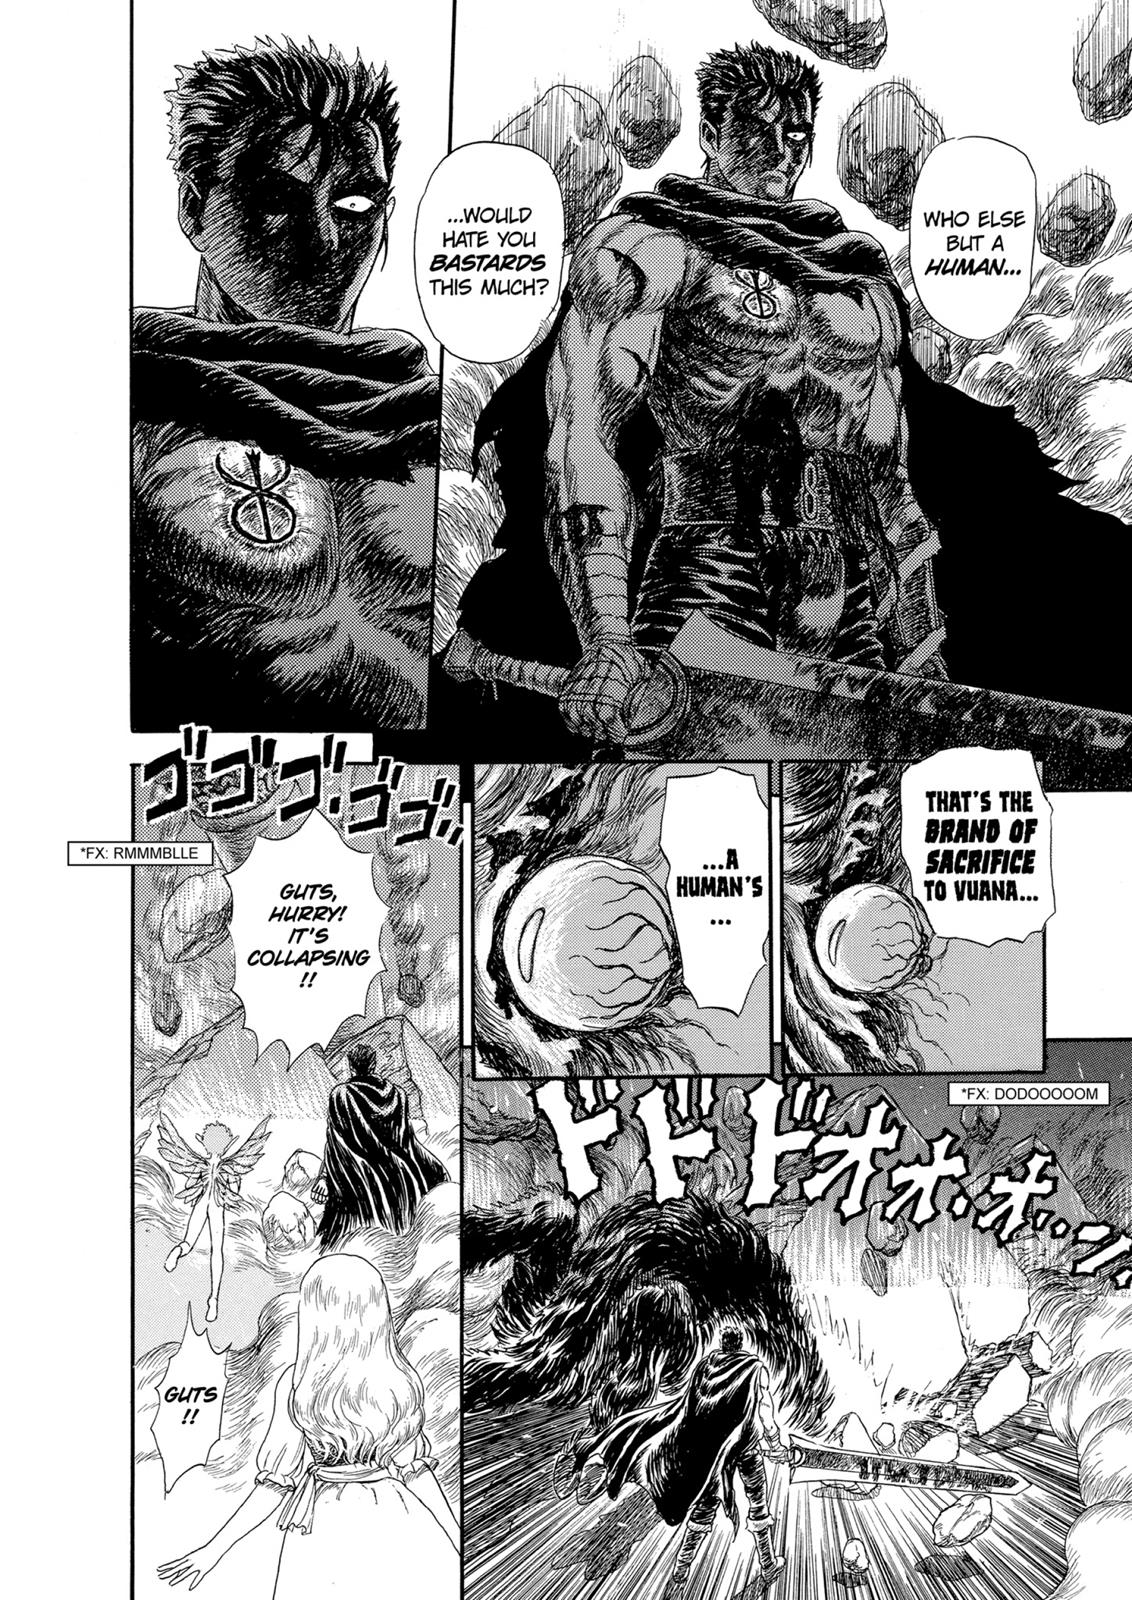 WHO ELSE
BUT A
HUMAN...
...WOULD
HATE YOU
BASTARDS
THIS MUCH?
THAT'S THE
BRAND OF
SACRIFICE
TO VUANA...
...A
HUMAN'S
...
ゴゴゴゴゴ
*FX: RMMMBLLE
GUTS,
HURRY!
IT'S
COLLAPSING
!!
GUTS
!!
*FX: DODOOOOOM
ドドドオオオン